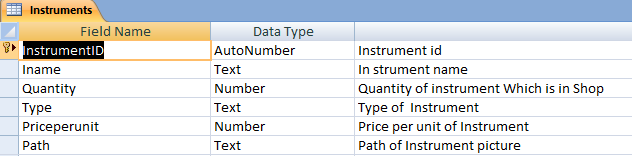 Instruments
Field Name Data Type
InstrumentID AutoNumber Instrument id
Iname Text In strument name
Quantity Number Quantity of instrument Which is in Shop
Type Text Type of Instrument
Priceperunit Number Price per unit of Instrument
Path Text Path of Instrument picture